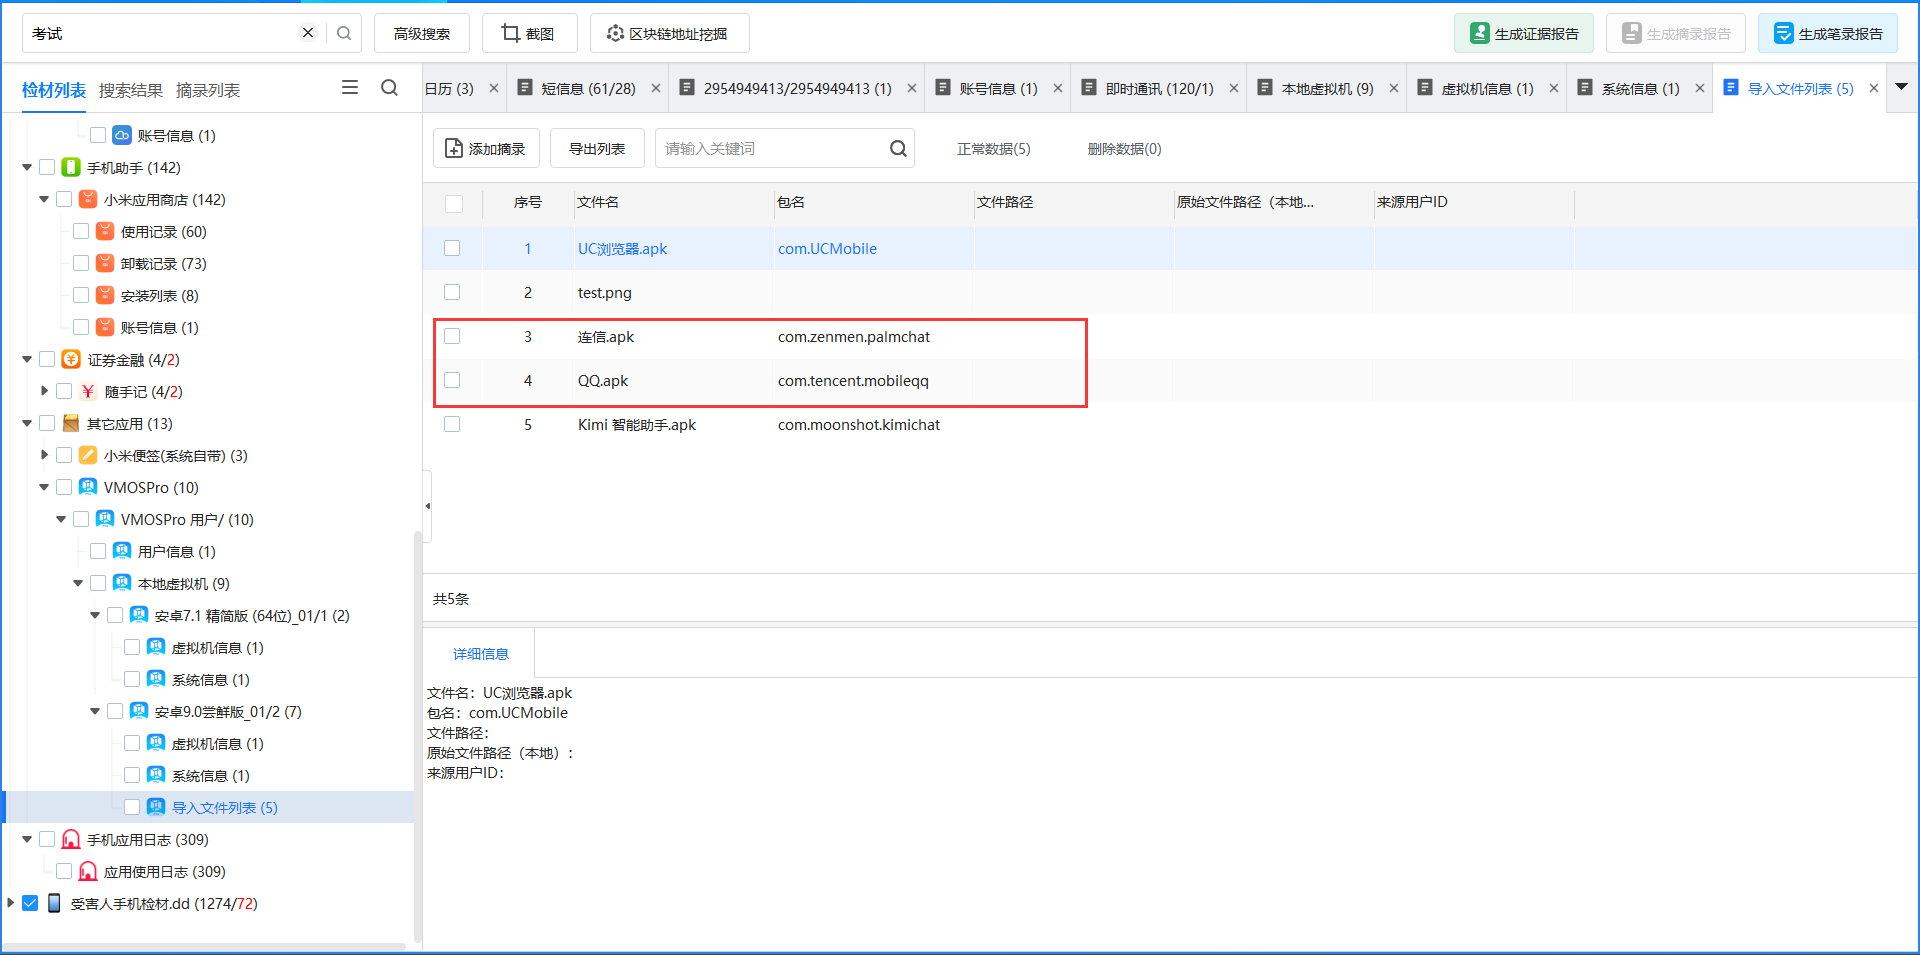 考试
高级搜索
截图
区块链地址挖掘
生成证据报告
生成摘录报告
生成笔录报告
检材列表 搜索结果 摘录列表
日历 (3)
短信息 (61/28)
2954949413/2954949413 (1)
账号信息 (1)
即时通讯 (120/1)
本地虚拟机 (9)
虚拟机信息 (1)
系统信息 (1)
导入文件列表 (5)
账号信息 (1)
手机助手 (142)
小米应用商店 (142)
使用记录 (60)
卸载记录 (73)
安装列表 (8)
账号信息 (1)
证券金融 (4/2)
随手记 (4/2)
其它应用 (13)
小米便签(系统自带) (3)
VMOSPro (10)
VMOSPro 用户/ (10)
用户信息 (1)
本地虚拟机 (9)
安卓7.1 精简版 (64位)_01/1 (2)
虚拟机信息 (1)
系统信息 (1)
安卓9.0尝鲜版_01/2 (7)
虚拟机信息 (1)
系统信息 (1)
导入文件列表 (5)
手机应用日志 (309)
应用使用日志 (309)
受害人手机检材.dd (1274/72)
添加摘录
导出列表
请输入关键词
正常数据(5)
删除数据(0)
序号 文件名 包名 文件路径 原始文件路径（本地... 来源用户ID
1 UC浏览器.apk com.UCMobile
2 test.png
3 连信.apk com.zenmen.palmchat
4 QQ.apk com.tencent.mobileqq
5 Kimi 智能助手.apk com.moonshot.kimichat
共5条
详细信息
文件名：UC浏览器.apk
包名：com.UCMobile
文件路径：
原始文件路径（本地）：
来源用户ID：